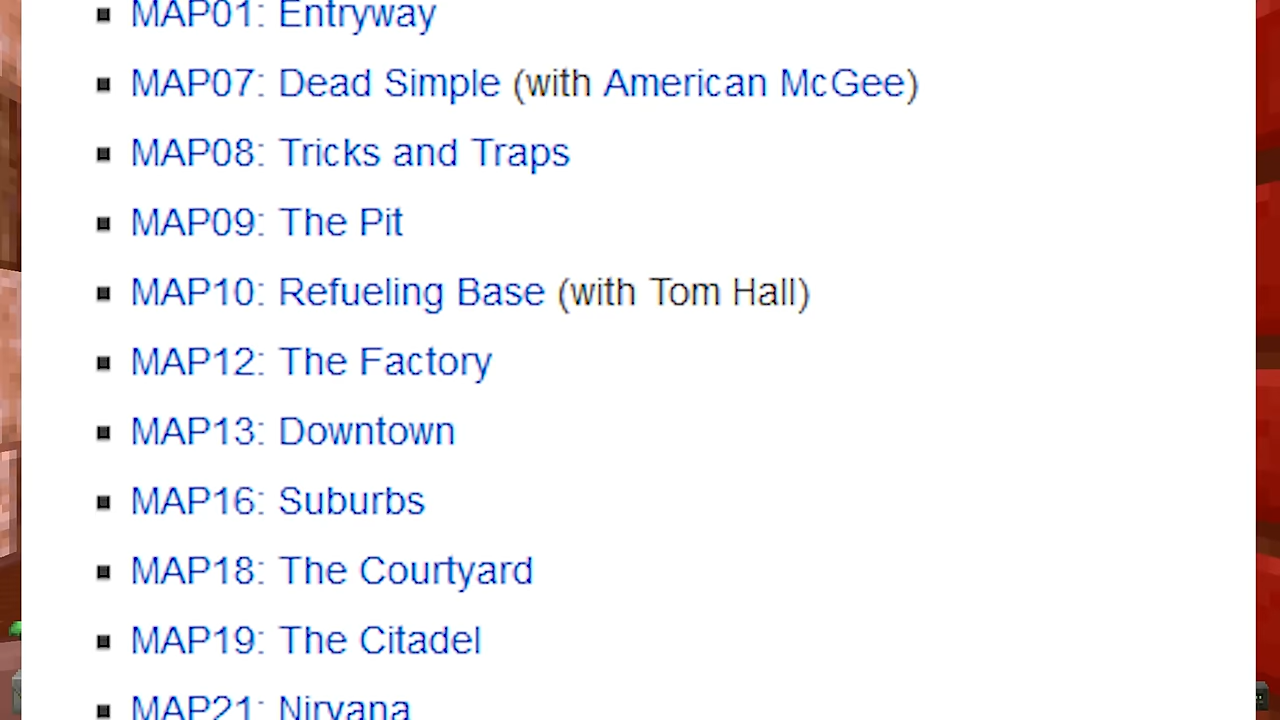 MAP01: Entryway
MAP07: Dead Simple (with American McGee)
MAP08: Tricks and Traps
MAP09: The Pit
MAP10: Refueling Base (with Tom Hall)
MAP12: The Factory
MAP13: Downtown
MAP16: Suburbs
MAP18: The Courtyard
MAP19: The Citadel
MAP21: Nirvana